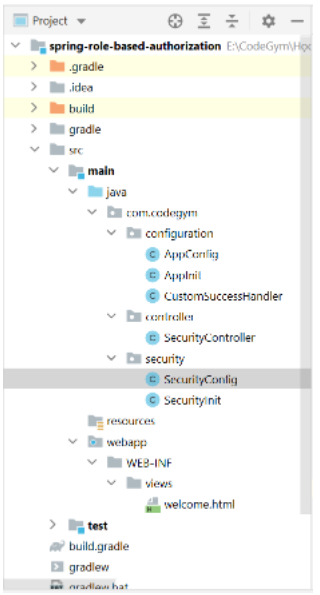 Project
spring-role-based-authorization E:\CodeGym\Học
.gradle
.idea
build
gradle
src
main
java
com.codegym
configuration
AppConfig
AppInit
CustomSuccessHandler
controller
SecurityController
security
SecurityConfig
SecurityInit
resources
webapp
WEB-INF
views
welcome.html
test
build.gradle
gradlew
gradlew.bat